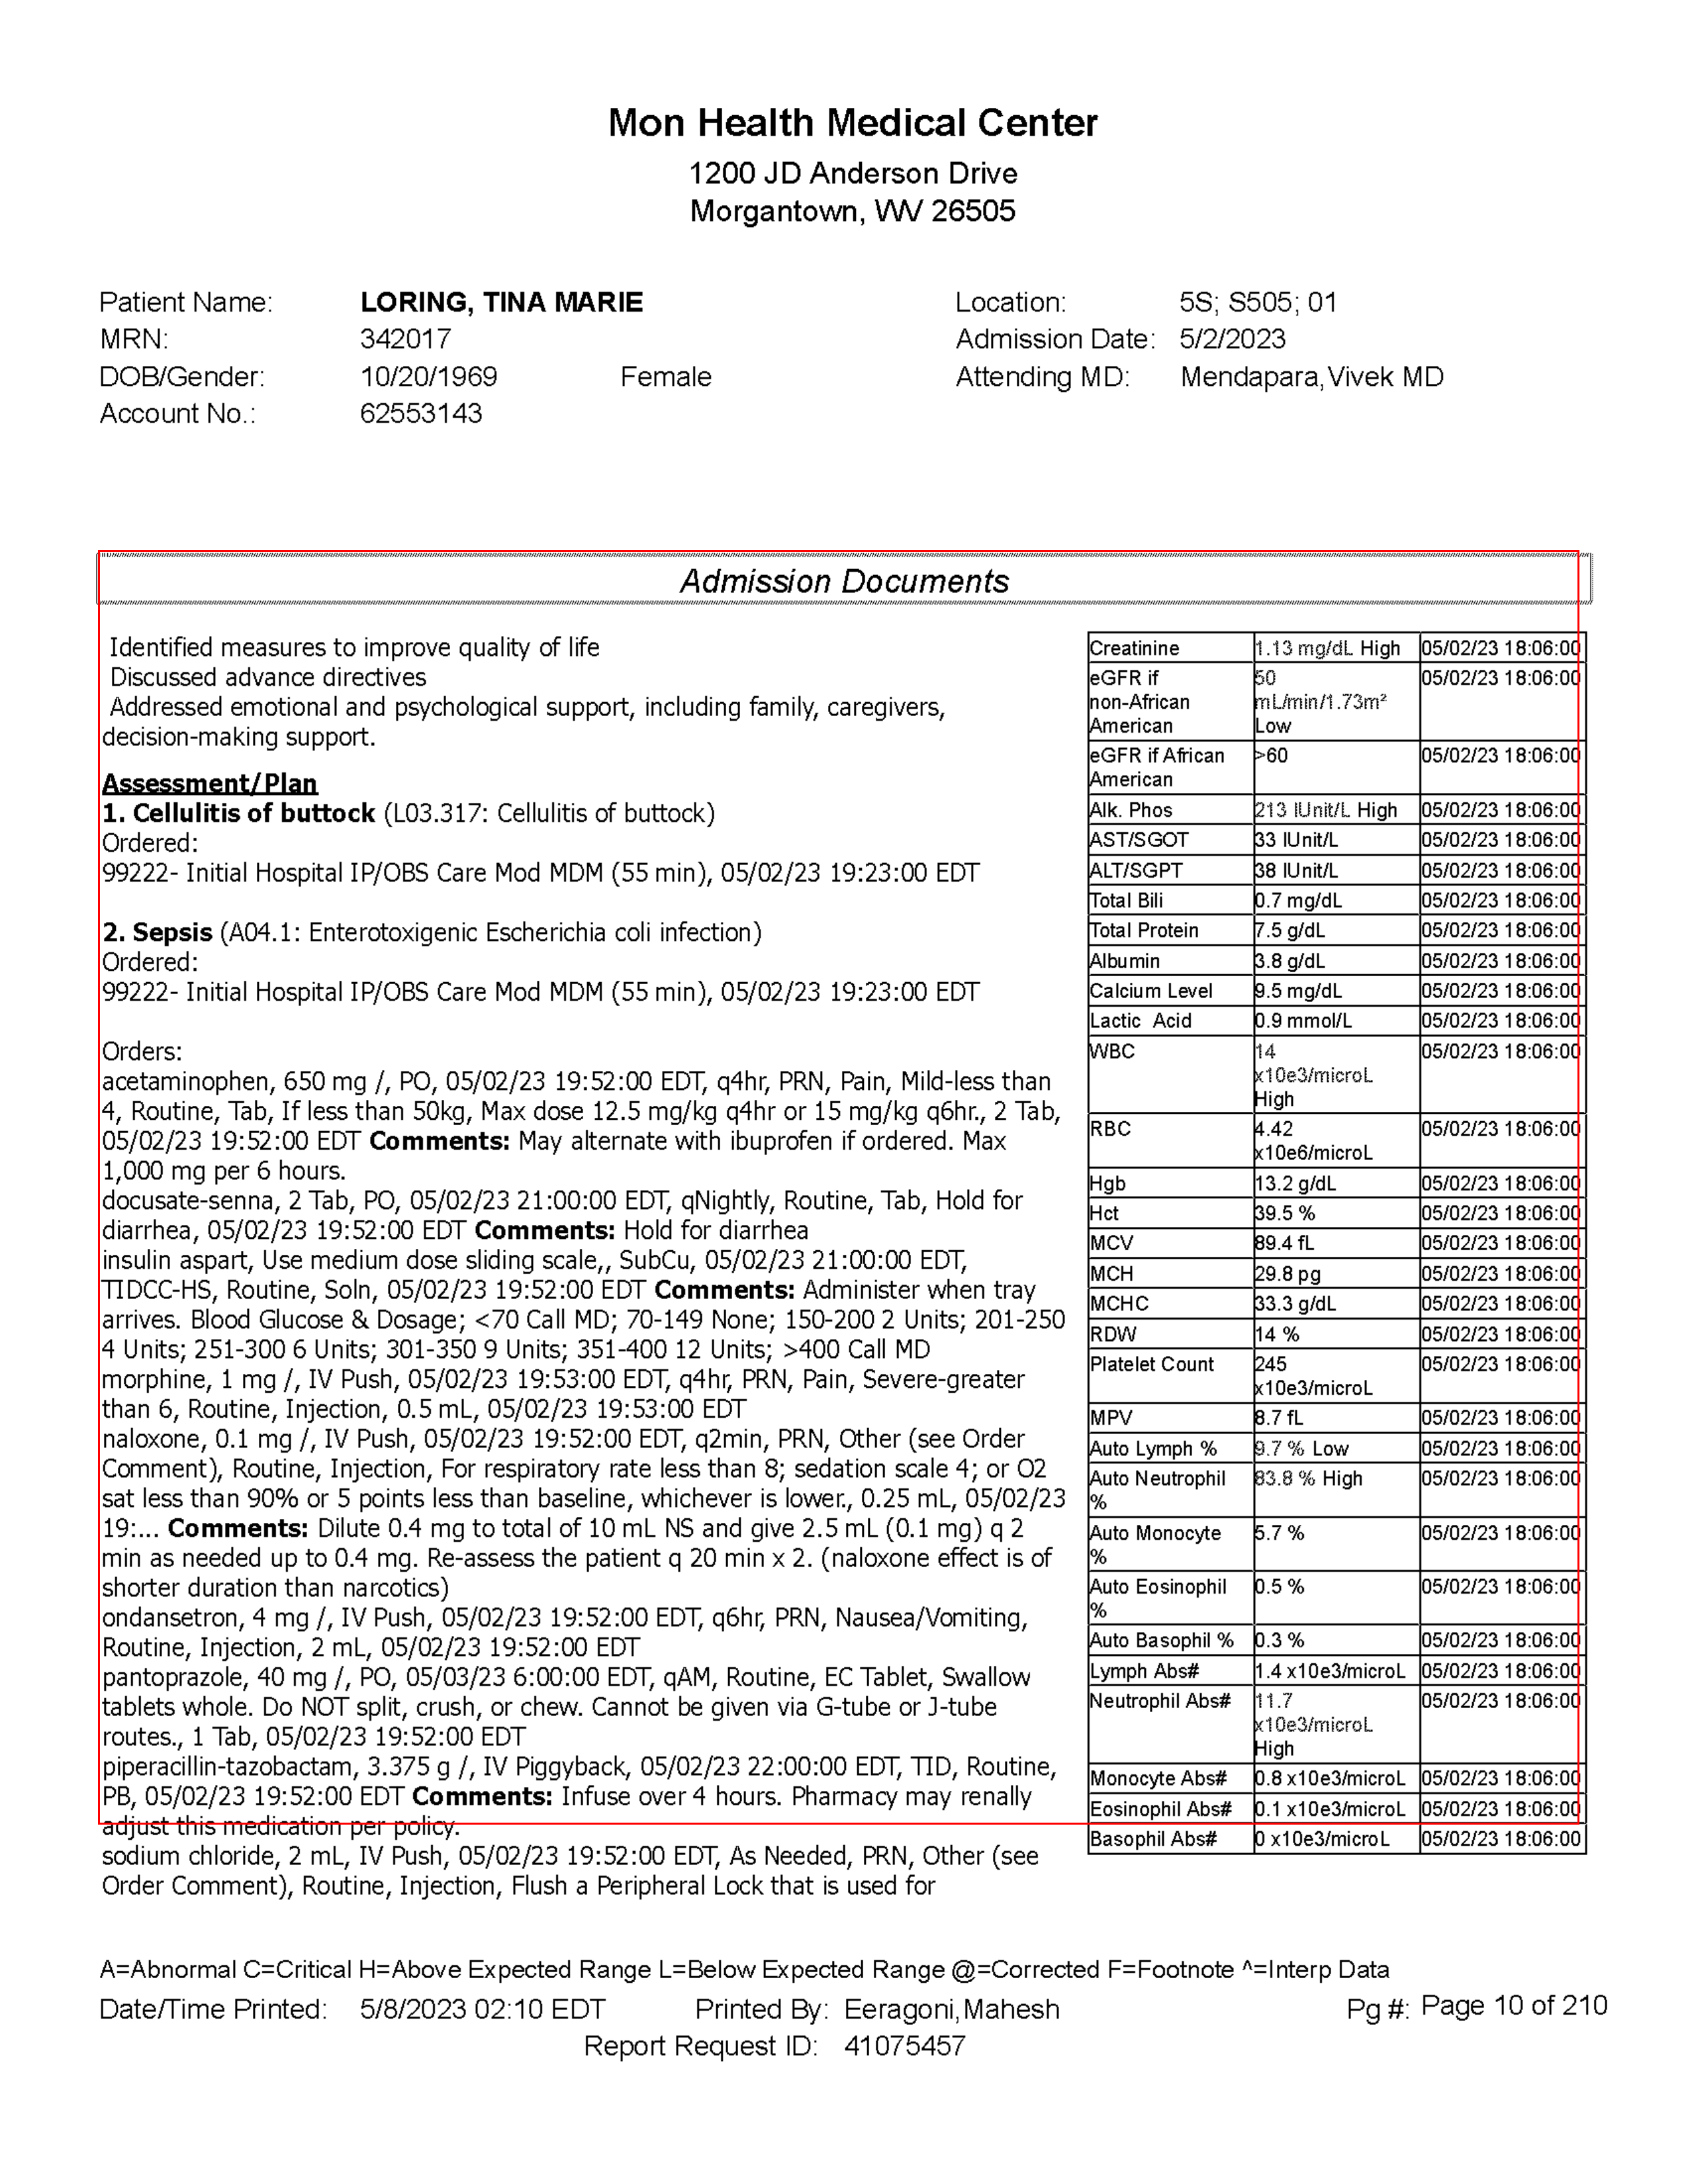 Mon Health Medical Center
1200 JD Anderson Drive
Morgantown, WV 26505
Patient Name: LORING, TINA MARIE Location: 5S; S505; 01
MRN: 342017 Admission Date: 5/2/2023
DOB/Gender: 10/20/1969 Female Attending MD: Mendapara,Vivek MD
Account No.: 62553143
Admission Documents
Identified measures to improve quality of life
Discussed advance directives
Addressed emotional and psychological support, including family, caregivers,
decision-making support.
Assessment/Plan
1. Cellulitis of buttock (L03.317: Cellulitis of buttock)
Ordered:
99222- Initial Hospital IP/OBS Care Mod MDM (55 min), 05/02/23 19:23:00 EDT
2. Sepsis (A04.1: Enterotoxigenic Escherichia coli infection)
Ordered:
99222- Initial Hospital IP/OBS Care Mod MDM (55 min), 05/02/23 19:23:00 EDT
Orders:
acetaminophen, 650 mg /, PO, 05/02/23 19:52:00 EDT, q4hr, PRN, Pain, Mild-less than
4, Routine, Tab, If less than 50kg, Max dose 12.5 mg/kg q4hr or 15 mg/kg q6hr., 2 Tab,
05/02/23 19:52:00 EDT Comments: May alternate with ibuprofen if ordered. Max
1,000 mg per 6 hours.
docusate-senna, 2 Tab, PO, 05/02/23 21:00:00 EDT, qNightly, Routine, Tab, Hold for
diarrhea, 05/02/23 19:52:00 EDT Comments: Hold for diarrhea
insulin aspart, Use medium dose sliding scale,, SubCu, 05/02/23 21:00:00 EDT,
TIDCC-HS, Routine, Soln, 05/02/23 19:52:00 EDT Comments: Administer when tray
arrives. Blood Glucose & Dosage; <70 Call MD; 70-149 None; 150-200 2 Units; 201-250
4 Units; 251-300 6 Units; 301-350 9 Units; 351-400 12 Units; >400 Call MD
morphine, 1 mg /, IV Push, 05/02/23 19:53:00 EDT, q4hr, PRN, Pain, Severe-greater
than 6, Routine, Injection, 0.5 mL, 05/02/23 19:53:00 EDT
naloxone, 0.1 mg /, IV Push, 05/02/23 19:52:00 EDT, q2min, PRN, Other (see Order
Comment), Routine, Injection, For respiratory rate less than 8; sedation scale 4; or O2
sat less than 90% or 5 points less than baseline, whichever is lower., 0.25 mL, 05/02/23
19:... Comments: Dilute 0.4 mg to total of 10 mL NS and give 2.5 mL (0.1 mg) q 2
min as needed up to 0.4 mg. Re-assess the patient q 20 min x 2. (naloxone effect is of
shorter duration than narcotics)
ondansetron, 4 mg /, IV Push, 05/02/23 19:52:00 EDT, q6hr, PRN, Nausea/Vomiting,
Routine, Injection, 2 mL, 05/02/23 19:52:00 EDT
pantoprazole, 40 mg /, PO, 05/03/23 6:00:00 EDT, qAM, Routine, EC Tablet, Swallow
tablets whole. Do NOT split, crush, or chew. Cannot be given via G-tube or J-tube
routes., 1 Tab, 05/02/23 19:52:00 EDT
piperacillin-tazobactam, 3.375 g /, IV Piggyback, 05/02/23 22:00:00 EDT, TID, Routine,
PB, 05/02/23 19:52:00 EDT Comments: Infuse over 4 hours. Pharmacy may renally
adjust this medication per policy.
sodium chloride, 2 mL, IV Push, 05/02/23 19:52:00 EDT, As Needed, PRN, Other (see
Order Comment), Routine, Injection, Flush a Peripheral Lock that is used for
Creatinine 1.13 mg/dL High 05/02/23 18:06:00
eGFR if 50 05/02/23 18:06:00
non-African mL/min/1.73m²
American Low
eGFR if African >60 05/02/23 18:06:00
American
Alk. Phos 213 IUnit/L High 05/02/23 18:06:00
AST/SGOT 33 IUnit/L 05/02/23 18:06:00
ALT/SGPT 38 IUnit/L 05/02/23 18:06:00
Total Bili 0.7 mg/dL 05/02/23 18:06:00
Total Protein 7.5 g/dL 05/02/23 18:06:00
Albumin 3.8 g/dL 05/02/23 18:06:00
Calcium Level 9.5 mg/dL 05/02/23 18:06:00
Lactic Acid 0.9 mmol/L 05/02/23 18:06:00
WBC 14 05/02/23 18:06:00
x10e3/microL
High
RBC 4.42 05/02/23 18:06:00
x10e6/microL
Hgb 13.2 g/dL 05/02/23 18:06:00
Hct 39.5 % 05/02/23 18:06:00
MCV 89.4 fL 05/02/23 18:06:00
MCH 29.8 pg 05/02/23 18:06:00
MCHC 33.3 g/dL 05/02/23 18:06:00
RDW 14 % 05/02/23 18:06:00
Platelet Count 245 05/02/23 18:06:00
x10e3/microL
MPV 8.7 fL 05/02/23 18:06:00
Auto Lymph % 9.7 % Low 05/02/23 18:06:00
Auto Neutrophil 83.8 % High 05/02/23 18:06:00
%
Auto Monocyte 5.7 % 05/02/23 18:06:00
%
Auto Eosinophil 0.5 % 05/02/23 18:06:00
%
Auto Basophil % 0.3 % 05/02/23 18:06:00
Lymph Abs# 1.4 x10e3/microL 05/02/23 18:06:00
Neutrophil Abs# 11.7 05/02/23 18:06:00
x10e3/microL
High
Monocyte Abs# 0.8 x10e3/microL 05/02/23 18:06:00
Eosinophil Abs# 0.1 x10e3/microL 05/02/23 18:06:00
Basophil Abs# 0 x10e3/microL 05/02/23 18:06:00
A=Abnormal C=Critical H=Above Expected Range L=Below Expected Range @=Corrected F=Footnote ^=Interp Data
Date/Time Printed: 5/8/2023 02:10 EDT Printed By: Eeragoni,Mahesh Pg #: Page 10 of 210
Report Request ID: 41075457